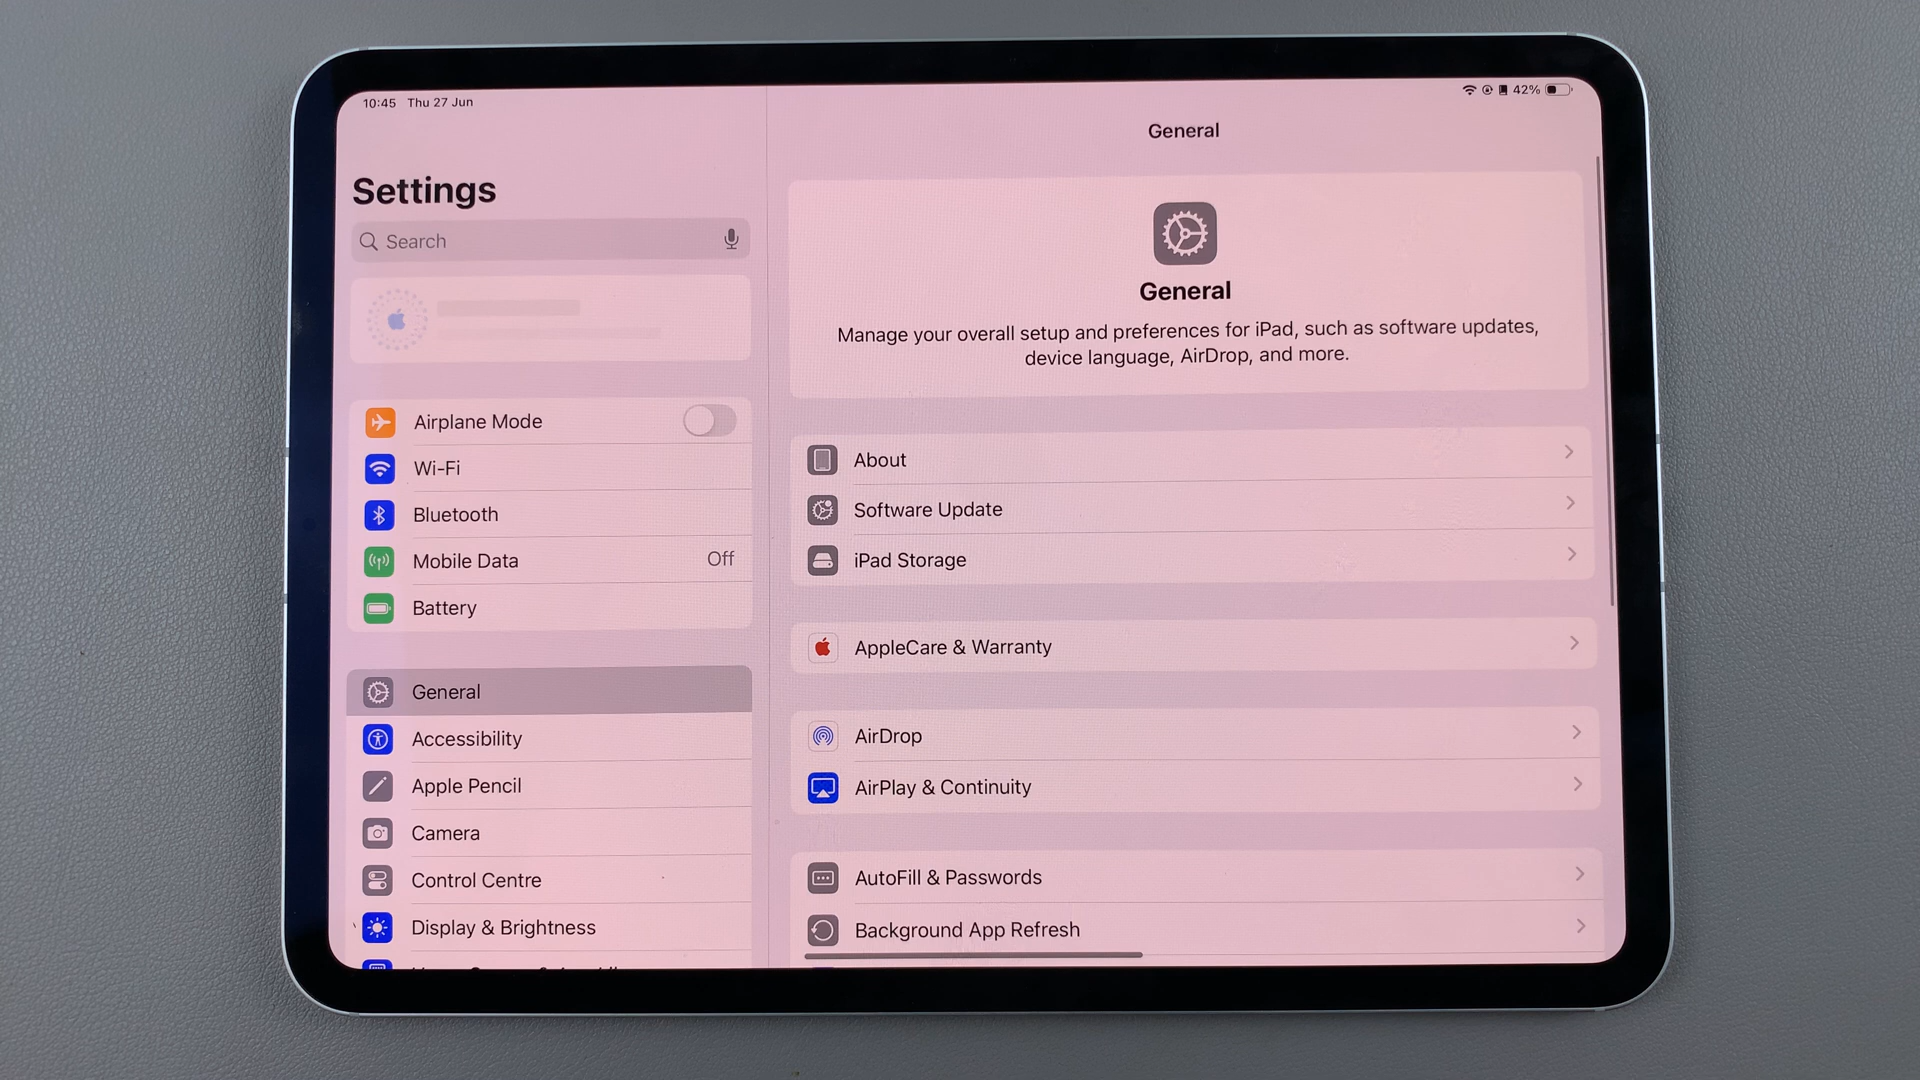 10:45 Thu 27 Jun
42%
Settings
Search
Airplane Mode
Wi-Fi
Bluetooth
Mobile Data Off
Battery
General
Accessibility
Apple Pencil
Camera
Control Centre
Display & Brightness
General
General
Manage your overall setup and preferences for iPad, such as software updates,
device language, AirDrop, and more.
About
Software Update
iPad Storage
AppleCare & Warranty
AirDrop
AirPlay & Continuity
AutoFill & Passwords
Background App Refresh